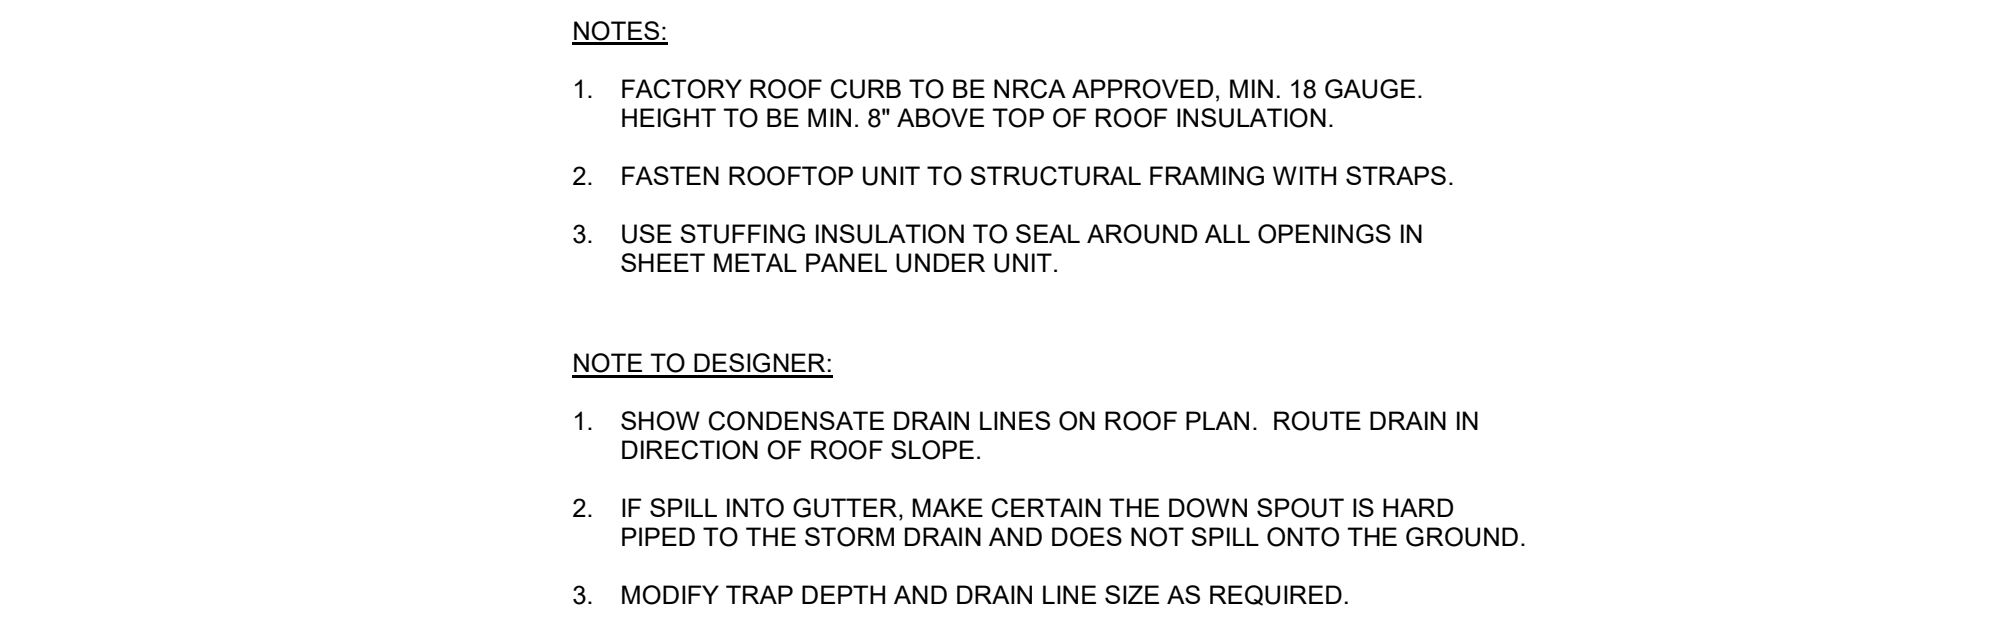 NOTES:
1. FACTORY ROOF CURB TO BE NRCA APPROVED, MIN. 18 GAUGE.
HEIGHT TO BE MIN. 8" ABOVE TOP OF ROOF INSULATION.
2. FASTEN ROOFTOP UNIT TO STRUCTURAL FRAMING WITH STRAPS.
3. USE STUFFING INSULATION TO SEAL AROUND ALL OPENINGS IN
SHEET METAL PANEL UNDER UNIT.
NOTE TO DESIGNER:
1. SHOW CONDENSATE DRAIN LINES ON ROOF PLAN. ROUTE DRAIN IN
DIRECTION OF ROOF SLOPE.
2. IF SPILL INTO GUTTER, MAKE CERTAIN THE DOWN SPOUT IS HARD
PIPED TO THE STORM DRAIN AND DOES NOT SPILL ONTO THE GROUND.
3. MODIFY TRAP DEPTH AND DRAIN LINE SIZE AS REQUIRED.